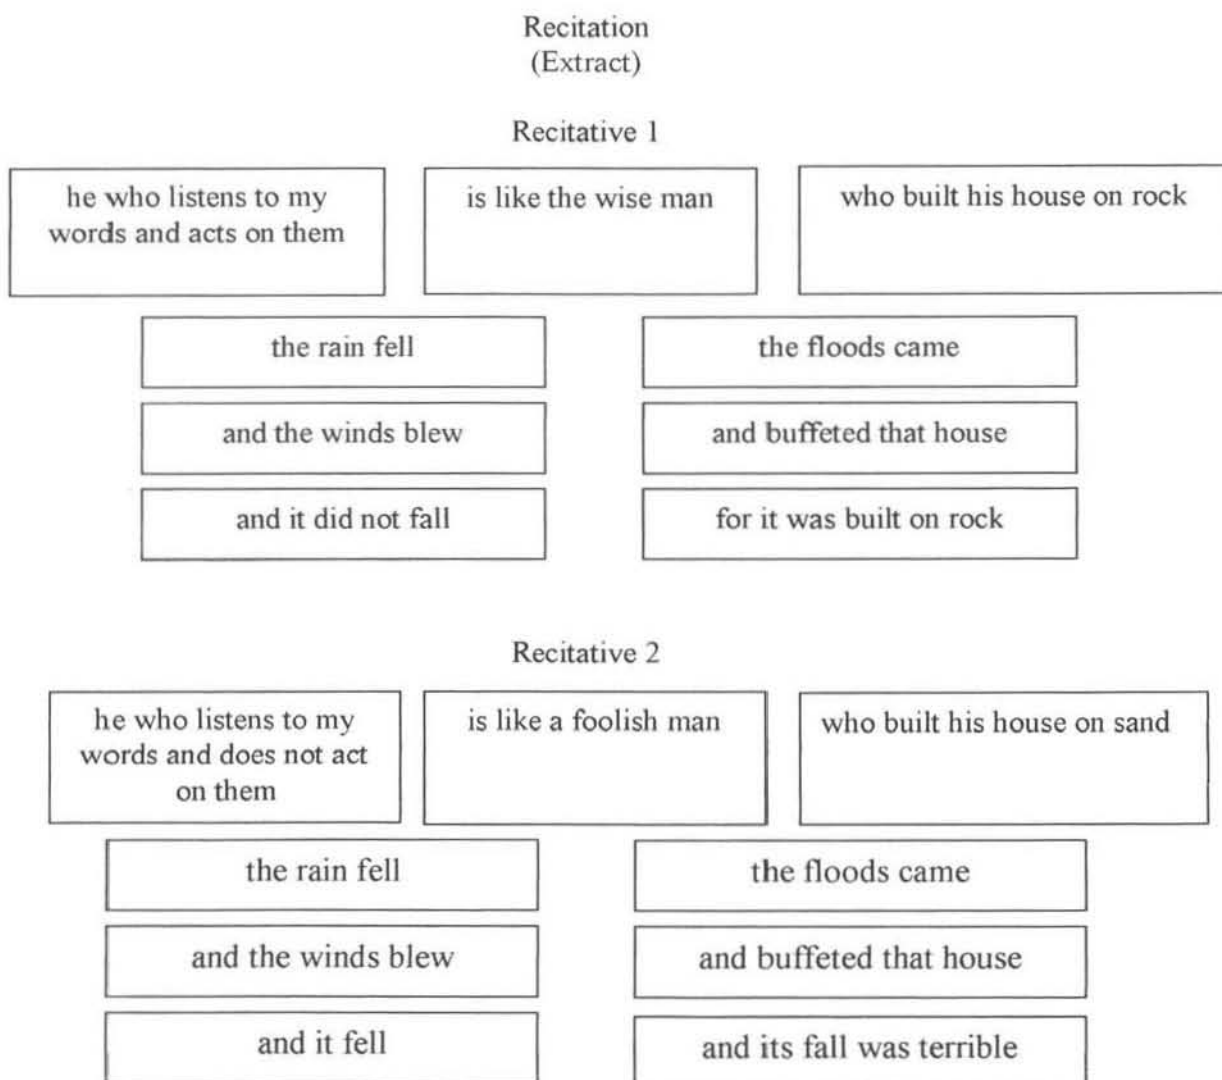 Recitation
(Extract)
Recitative 1
he who listens to my
words and acts on them
is like the wise man
who built his house on rock
the rain fell
the floods came
and the winds blew
and buffeted that house
and it did not fall
for it was built on rock
Recitative 2
he who listens to my
words and does not act
on them
is like a foolish man
who built his house on sand
the rain fell
the floods came
and the winds blew
and buffeted that house
and it fell
and its fall was terrible